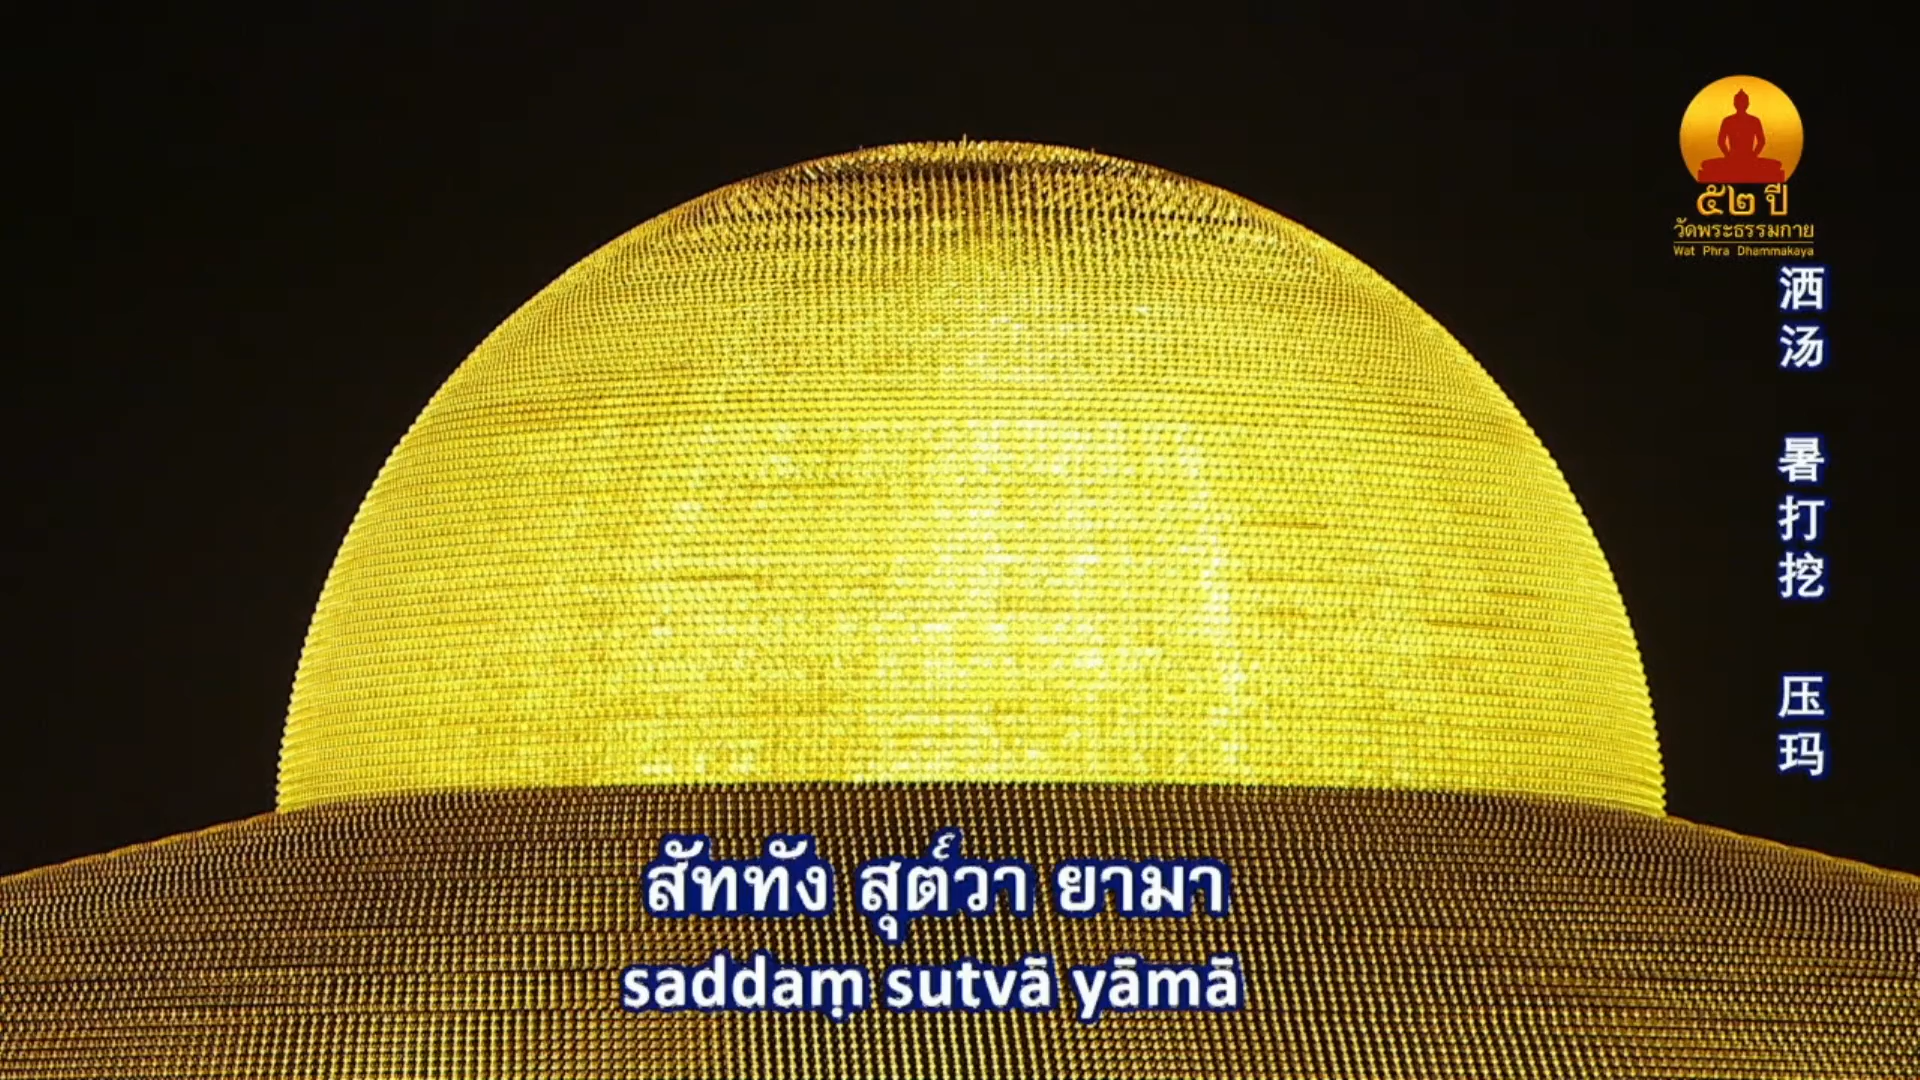 ๕๒ ปี
วัดพระธรรมกาย
Wat Phra Dhammakaya
洒汤 暑打挖 压玛
สัททัง สุต๎วา ยามา
saddaṃ sutvā yāmā